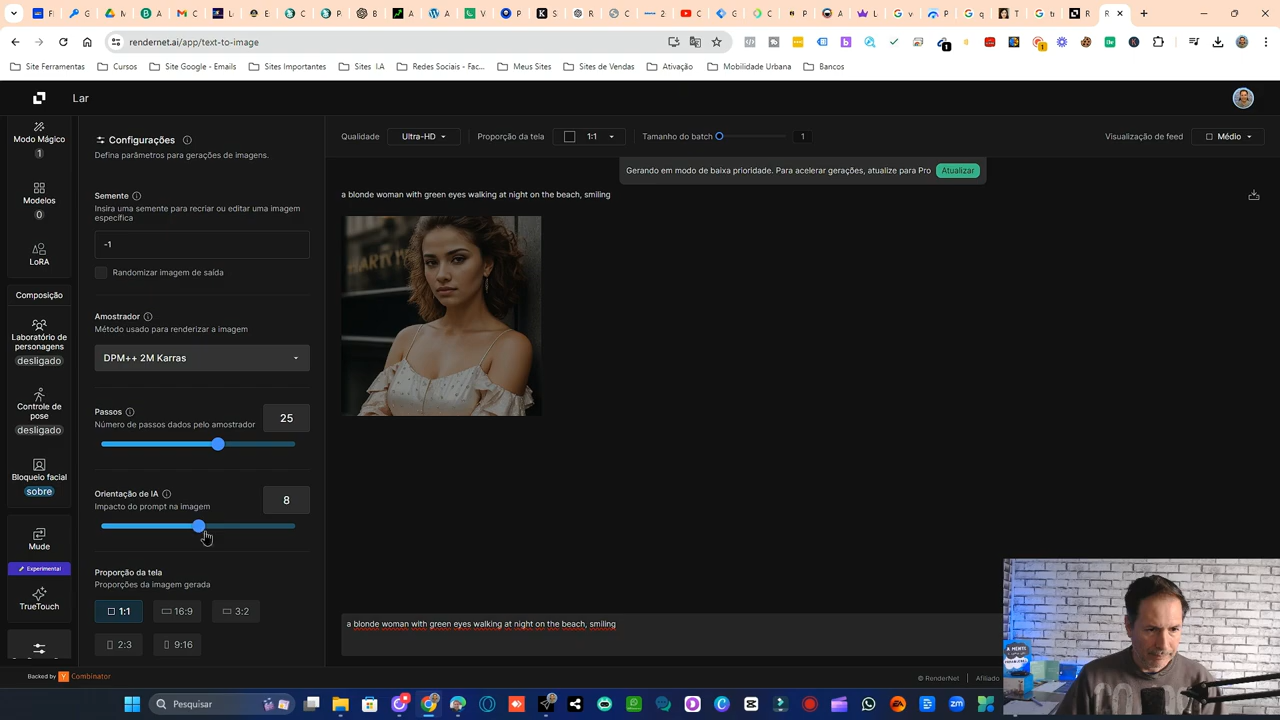 rendernet.ai/app/text-to-image
Site Ferramentas
Cursos
Site Google - Emails
Sites Importantes
Sites I.A
Redes Sociais - Fac...
Meus Sites
Sites de Vendas
Ativação
Mobilidade Urbana
Bancos
Lar
Modo Mágico
1
Modelos
0
LoRA
Composição
Laboratório de
personagens
desligado
Controle de
pose
desligado
Bloqueio facial
sobre
Mude
Experimental
TrueTouch
Configurações
Defina parâmetros para gerações de imagens.
Semente
Insira uma semente para recriar ou editar uma imagem
específica
-1
Randomizar imagem de saída
Amostrador
Método usado para renderizar a imagem
DPM++ 2M Karras
Passos
Número de passos dados pelo amostrador
25
Orientação de IA
Impacto do prompt na imagem
8
Proporção da tela
Proporções da imagem gerada
1:1
16:9
3:2
2:3
9:16
Qualidade
Ultra-HD
Proporção da tela
1:1
Tamanho do batch
1
Visualização de feed
Médio
Gerando em modo de baixa prioridade. Para acelerar gerações, atualize para Pro
Atualizar
a blonde woman with green eyes walking at night on the beach, smiling
a blonde woman with green eyes walking at night on the beach, smiling
Backed by
Combinator
© RenderNet
Afiliado
Pesquisar